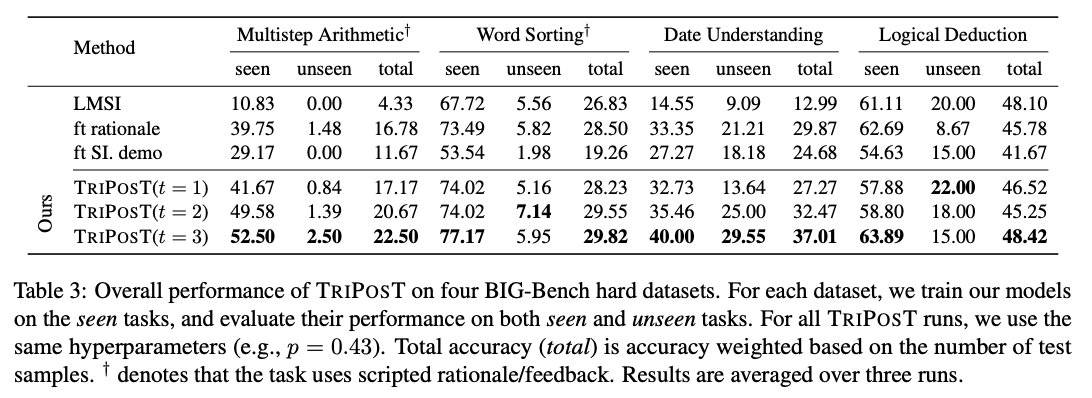 Method Multistep Arithmetic† Word Sorting† Date Understanding Logical Deduction
seen unseen total seen unseen total seen unseen total seen unseen total
LMSI 10.83 0.00 4.33 67.72 5.56 26.83 14.55 9.09 12.99 61.11 20.00 48.10
ft rationale 39.75 1.48 16.78 73.49 5.82 28.50 33.35 21.21 29.87 62.69 8.67 45.78
ft SI. demo 29.17 0.00 11.67 53.54 1.98 19.26 27.27 18.18 24.68 54.63 15.00 41.67
Ours
TRIPOST(t = 1) 41.67 0.84 17.17 74.02 5.16 28.23 32.73 13.64 27.27 57.88 22.00 46.52
TRIPOST(t = 2) 49.58 1.39 20.67 74.02 7.14 29.55 35.46 25.00 32.47 58.80 18.00 45.25
TRIPOST(t = 3) 52.50 2.50 22.50 77.17 5.95 29.82 40.00 29.55 37.01 63.89 15.00 48.42
Table 3: Overall performance of TRIPOST on four BIG-Bench hard datasets. For each dataset, we train our models
on the seen tasks, and evaluate their performance on both seen and unseen tasks. For all TRIPOST runs, we use the
same hyperparameters (e.g., p = 0.43). Total accuracy (total) is accuracy weighted based on the number of test
samples. † denotes that the task uses scripted rationale/feedback. Results are averaged over three runs.